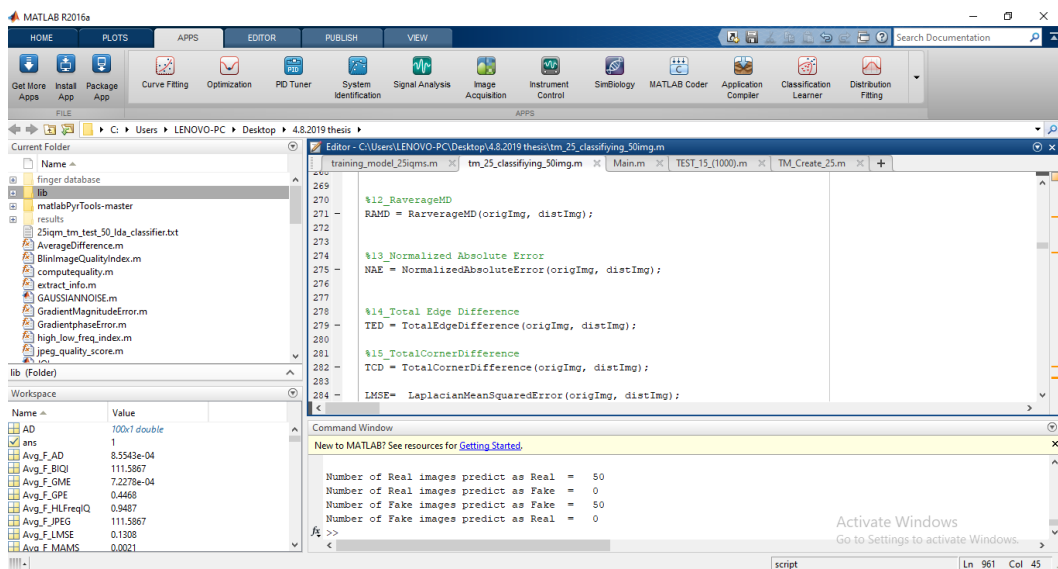 MATLAB R2016a
HOME PLOTS APPS EDITOR PUBLISH VIEW Search Documentation
Get More Apps
Install App
Package App
Curve Fitting
Optimization
PID Tuner
System Identification
Signal Analysis
Image Acquisition
Instrument Control
SimBiology
MATLAB Coder
Application Compiler
Classification Learner
Distribution Fitting
FILE APPS
C: Users LENOVO-PC Desktop 4.8.2019 thesis
Current Folder
Name
finger database
lib
matlabPyrTools-master
results
25iqm_tm_test_50_lda_classifier.txt
AverageDifference.m
BlinImageQualityIndex.m
computequality.m
extract_info.m
GAUSSIANNOISE.m
GradientMagnitudeError.m
GradientphaseError.m
high_low_freq_index.m
jpeg_quality_score.m
lib (Folder)
Workspace
Name Value
AD 100x1 double
ans 1
Avg_F_AD 8.5543e-04
Avg_F_BIQI 111.5867
Avg_F_GME 7.2278e-04
Avg_F_GPE 0.4468
Avg_F_HLFreqIQ 0.9487
Avg_F_JPEG 111.5867
Avg_F_LMSE 0.1308
Avg_F_MAMS 0.0021
Editor - C:\Users\LENOVO-PC\Desktop\4.8.2019 thesis\tm_25_classifiying_50img.m
training_model_25iqms.m tm_25_classifiying_50img.m Main.m TEST_15_(1000).m TM_Create_25.m +
268
269
270 %12_RaverageMD
271 - RAMD = RarverageMD(origImg, distImg);
272
273
274 %13_Normalized Absolute Error
275 - NAE = NormalizedAbsoluteError(origImg, distImg);
276
277
278 %14_Total Edge Difference
279 - TED = TotalEdgeDifference(origImg, distImg);
280
281 %15_TotalCornerDifference
282 - TCD = TotalCornerDifference(origImg, distImg);
283
284 - LMSE= LaplacianMeanSquaredError(origImg, distImg);
Command Window
New to MATLAB? See resources for Getting Started.
Number of Real images predict as Real = 50
Number of Real images predict as Fake = 0
Number of Fake images predict as Fake = 50
Number of Fake images predict as Real = 0
fx >>
Activate Windows
Go to Settings to activate Windows.
script Ln 961 Col 45